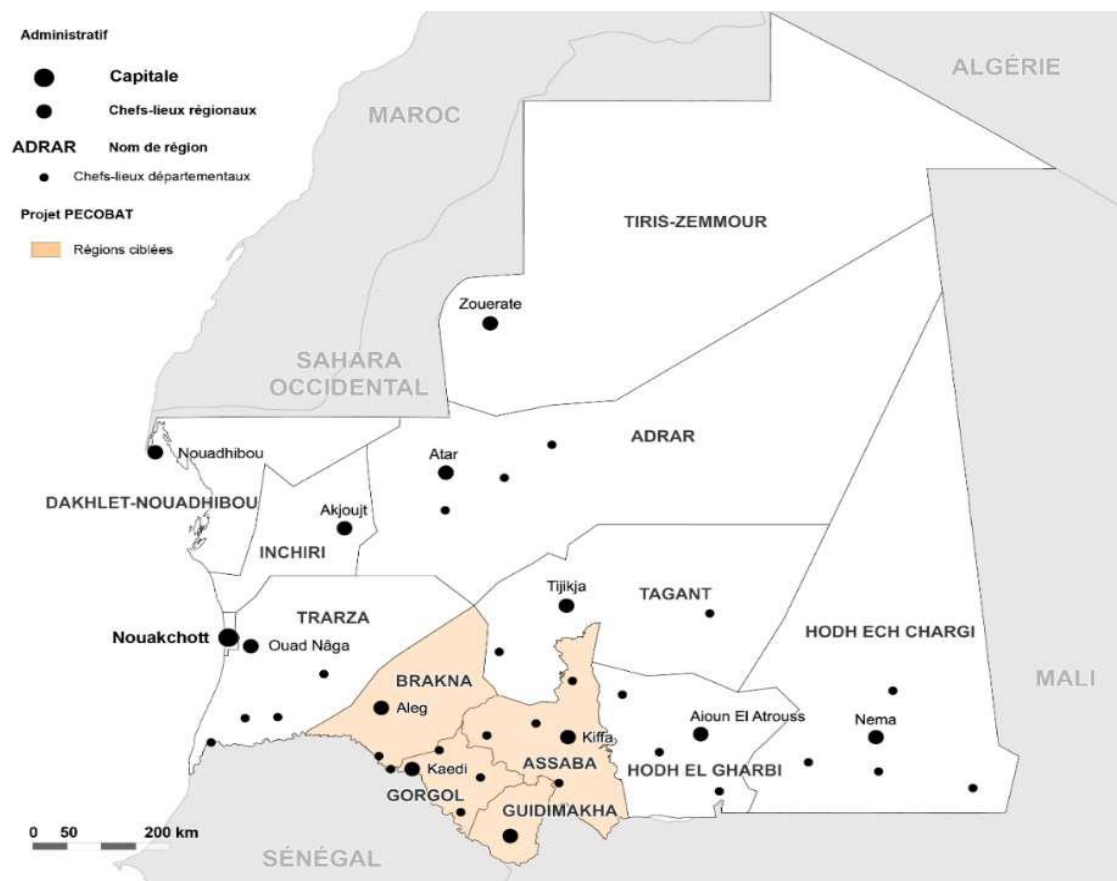 Administratif
Capitale
Chefs-lieux régionaux
ADRAR Nom de région
Chefs-lieux départementaux
Projet PECOBAT
Régions ciblées
ALGÉRIE
MAROC
TIRIS-ZEMMOUR
Zouerate
SAHARA
OCCIDENTAL
ADRAR
Nouadhibou
Atar
DAKHLET-NOUADHIBOU
Akjoujt
INCHIRI
Tijikja
TAGANT
TRARZA
HODH ECH CHARGI
Nouakchott
Ouad Nâga
MALI
BRAKNA
Aleg
Aioun El Atrouss
Nema
Kiffa
ASSABA
Kaedi
HODH EL GHARBI
GORGOL
GUIDIMAKHA
0 50 200 km
SÉNÉGAL